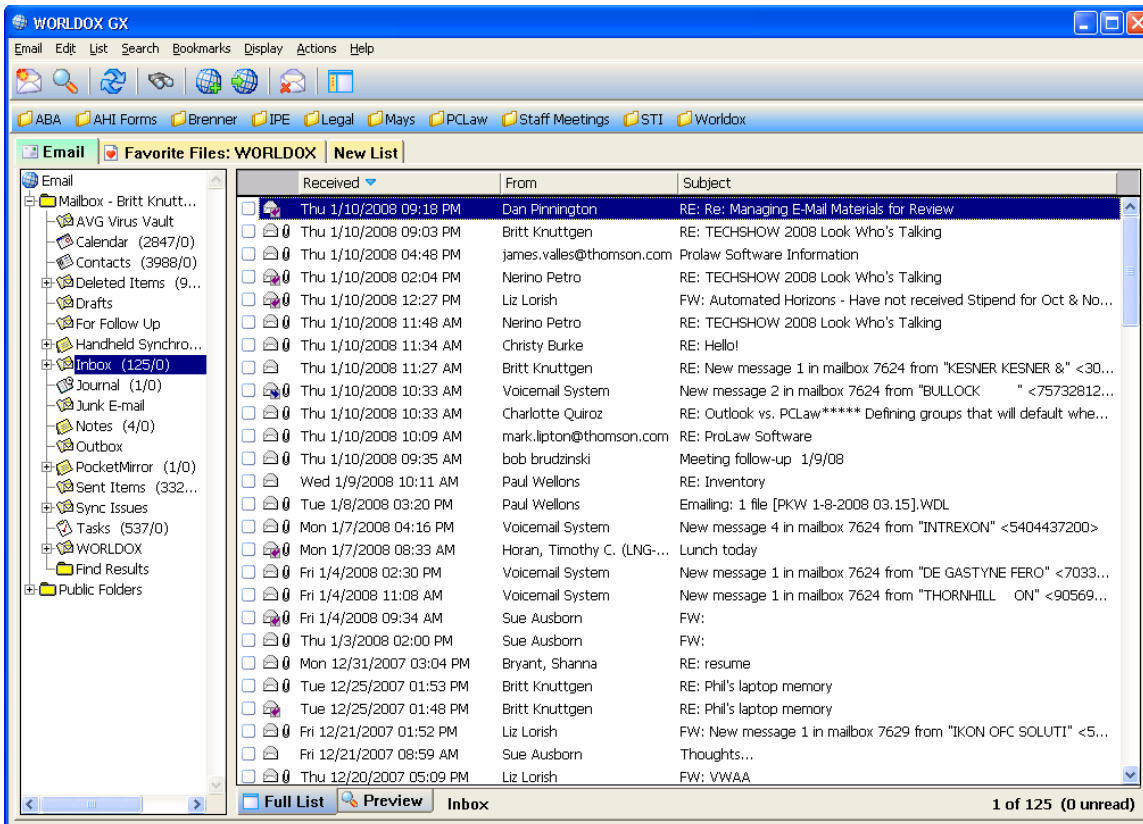 WORLDOX GX
Email Edit List Search Bookmarks Display Actions Help
ABA AHI Forms Brenner IPE Legal Mays PCLaw Staff Meetings STI Worldox
Email Favorite Files: WORLDOX New List
Email
Mailbox - Britt Knutt...
AVG Virus Vault
Calendar (2847/0)
Contacts (3988/0)
Deleted Items (9...
Drafts
For Follow Up
Handheld Synchro...
Inbox (125/0)
Journal (1/0)
Junk E-mail
Notes (4/0)
Outbox
PocketMirror (1/0)
Sent Items (332...
Sync Issues
Tasks (537/0)
WORLDOX
Find Results
Public Folders
Received From Subject
Thu 1/10/2008 09:18 PM Dan Pinnington RE: Re: Managing E-Mail Materials for Review
Thu 1/10/2008 09:03 PM Britt Knuttgen RE: TECHSHOW 2008 Look Who's Talking
Thu 1/10/2008 04:48 PM james.valles@thomson.com Prolaw Software Information
Thu 1/10/2008 02:04 PM Nerino Petro RE: TECHSHOW 2008 Look Who's Talking
Thu 1/10/2008 12:27 PM Liz Lorish FW: Automated Horizons - Have not received Stipend for Oct & No...
Thu 1/10/2008 11:48 AM Nerino Petro RE: TECHSHOW 2008 Look Who's Talking
Thu 1/10/2008 11:34 AM Christy Burke RE: Hello!
Thu 1/10/2008 11:27 AM Britt Knuttgen RE: New message 1 in mailbox 7624 from "KESNER KESNER &" <30...
Thu 1/10/2008 10:33 AM Voicemail System New message 2 in mailbox 7624 from "BULLOCK " <75732812...
Thu 1/10/2008 10:33 AM Charlotte Quiroz RE: Outlook vs. PCLaw***** Defining groups that will default whe...
Thu 1/10/2008 10:09 AM mark.lipton@thomson.com RE: ProLaw Software
Thu 1/10/2008 09:35 AM bob brudzinski Meeting follow-up 1/9/08
Wed 1/9/2008 10:11 AM Paul Wellons RE: Inventory
Tue 1/8/2008 03:20 PM Paul Wellons Emailing: 1 file [PKW 1-8-2008 03.15].WDL
Mon 1/7/2008 04:16 PM Voicemail System New message 4 in mailbox 7624 from "INTREXON" <5404437200>
Mon 1/7/2008 08:33 AM Horan, Timothy C. (LNG-... Lunch today
Fri 1/4/2008 02:30 PM Voicemail System New message 1 in mailbox 7624 from "DE GASTYNE FERO" <7033...
Fri 1/4/2008 11:08 AM Voicemail System New message 1 in mailbox 7624 from "THORNHILL ON" <90569...
Fri 1/4/2008 09:34 AM Sue Ausborn FW:
Thu 1/3/2008 02:00 PM Sue Ausborn FW:
Mon 12/31/2007 03:04 PM Bryant, Shanna RE: resume
Tue 12/25/2007 01:53 PM Britt Knuttgen RE: Phil's laptop memory
Tue 12/25/2007 01:48 PM Britt Knuttgen RE: Phil's laptop memory
Fri 12/21/2007 01:52 PM Liz Lorish FW: New message 1 in mailbox 7629 from "IKON OFC SOLUTI" <5...
Fri 12/21/2007 08:59 AM Sue Ausborn Thoughts...
Thu 12/20/2007 05:09 PM Liz Lorish FW: VWAA
Full List Preview Inbox 1 of 125 (0 unread)